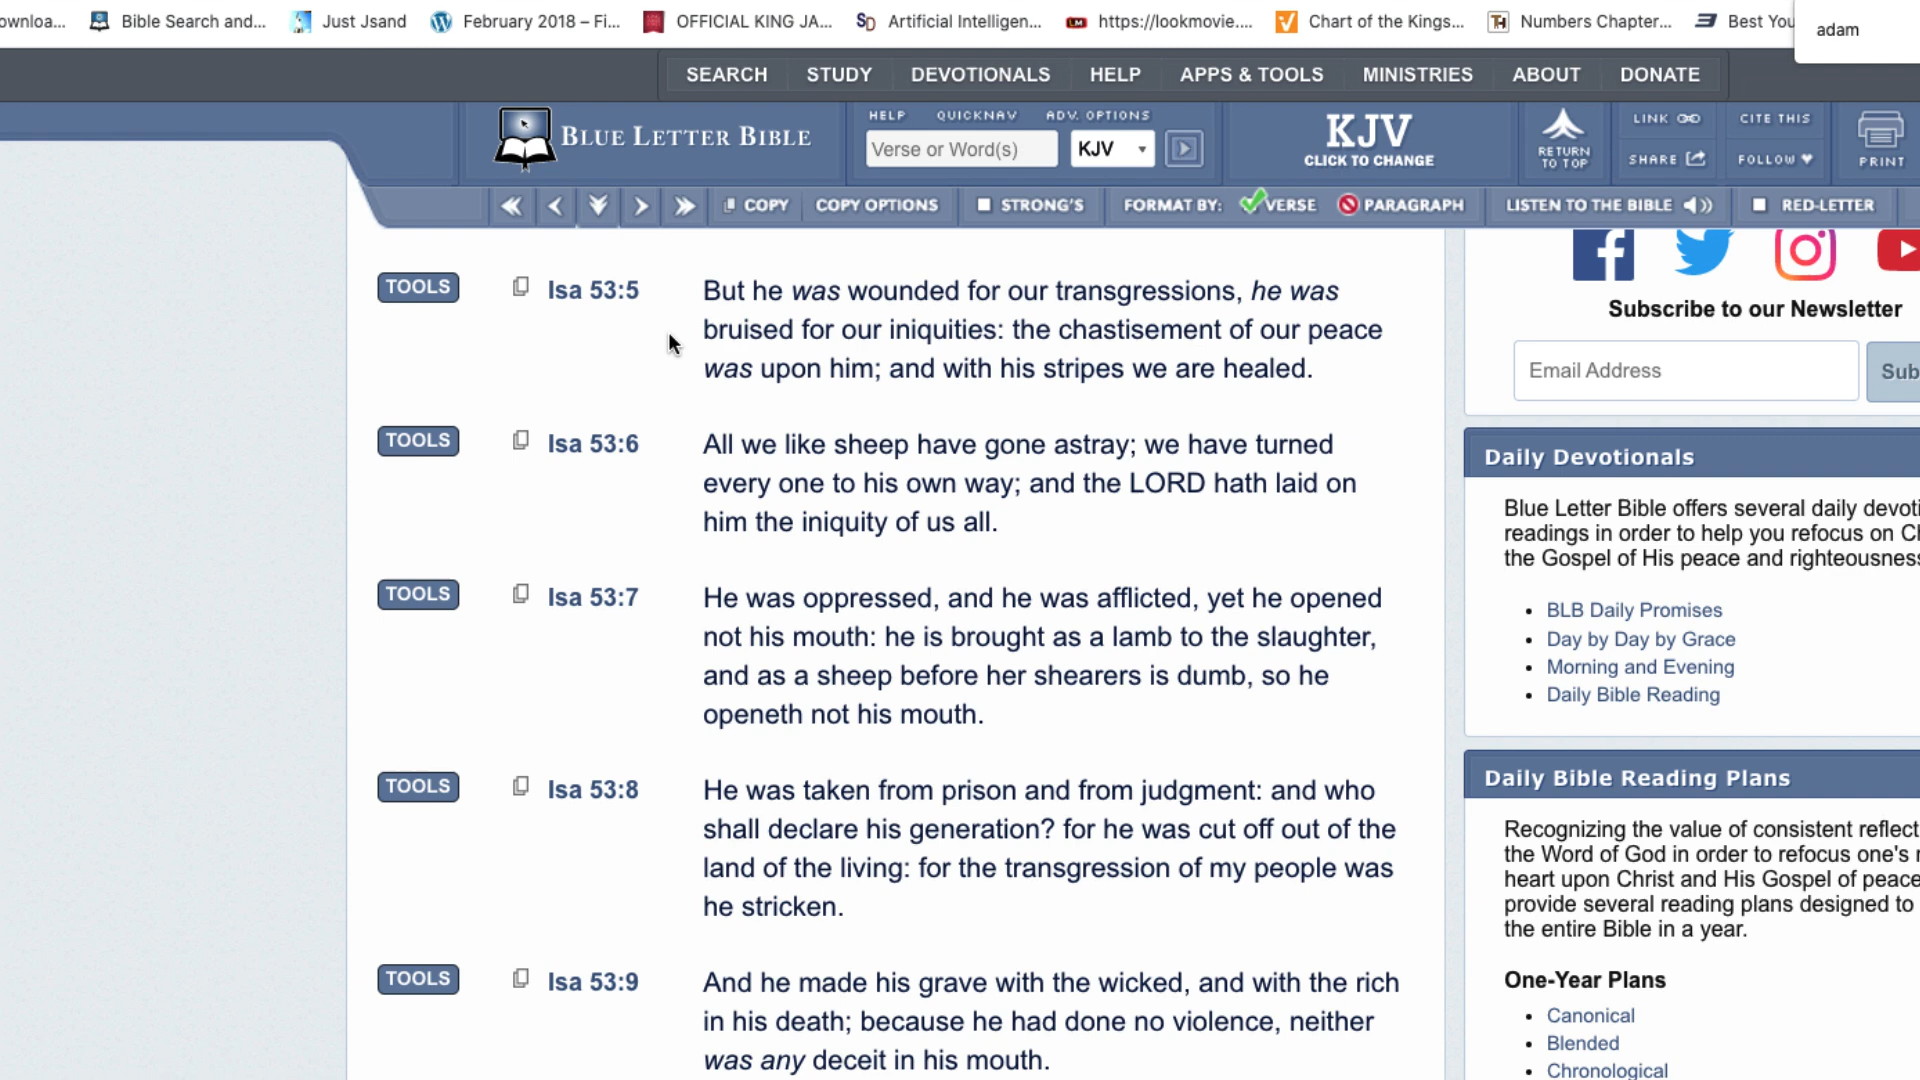 ownloa... Bible Search and... Just Jsand February 2018 – Fi... OFFICIAL KING JA... Artificial Intelligen... https://lookmovie.... Chart of the Kings... Numbers Chapter... Best You
adam
SEARCH STUDY DEVOTIONALS HELP APPS & TOOLS MINISTRIES ABOUT DONATE
BLUE LETTER BIBLE
HELP QUICKNAV ADV. OPTIONS
Verse or Word(s) KJV
KJV
CLICK TO CHANGE
RETURN
TO TOP
LINK CITE THIS
SHARE FOLLOW
PRINT
COPY COPY OPTIONS STRONG'S FORMAT BY: VERSE PARAGRAPH LISTEN TO THE BIBLE RED-LETTER
TOOLS Isa 53:5 But he was wounded for our transgressions, he was
bruised for our iniquities: the chastisement of our peace
was upon him; and with his stripes we are healed.
TOOLS Isa 53:6 All we like sheep have gone astray; we have turned
every one to his own way; and the LORD hath laid on
him the iniquity of us all.
TOOLS Isa 53:7 He was oppressed, and he was afflicted, yet he opened
not his mouth: he is brought as a lamb to the slaughter,
and as a sheep before her shearers is dumb, so he
openeth not his mouth.
TOOLS Isa 53:8 He was taken from prison and from judgment: and who
shall declare his generation? for he was cut off out of the
land of the living: for the transgression of my people was
he stricken.
TOOLS Isa 53:9 And he made his grave with the wicked, and with the rich
in his death; because he had done no violence, neither
was any deceit in his mouth.
Subscribe to our Newsletter
Email Address Sub
Daily Devotionals
Blue Letter Bible offers several daily devoti
readings in order to help you refocus on Ch
the Gospel of His peace and righteousness
BLB Daily Promises
Day by Day by Grace
Morning and Evening
Daily Bible Reading
Daily Bible Reading Plans
Recognizing the value of consistent reflect
the Word of God in order to refocus one's m
heart upon Christ and His Gospel of peace
provide several reading plans designed to
the entire Bible in a year.
One-Year Plans
Canonical
Blended
Chronological